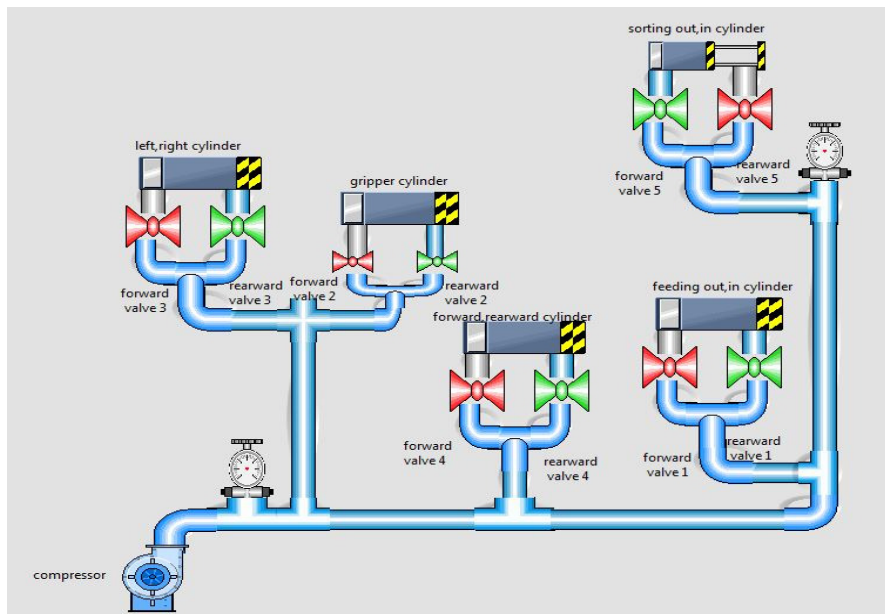 sorting out,in cylinder
forward
valve 5
rearward
valve 5
left,right cylinder
gripper cylinder
forward
valve 3
rearward
valve 3
forward
valve 2
rearward
valve 2
feeding out,in cylinder
forward,rearward cylinder
forward
valve 4
rearward
valve 4
forward
valve 1
rearward
valve 1
compressor